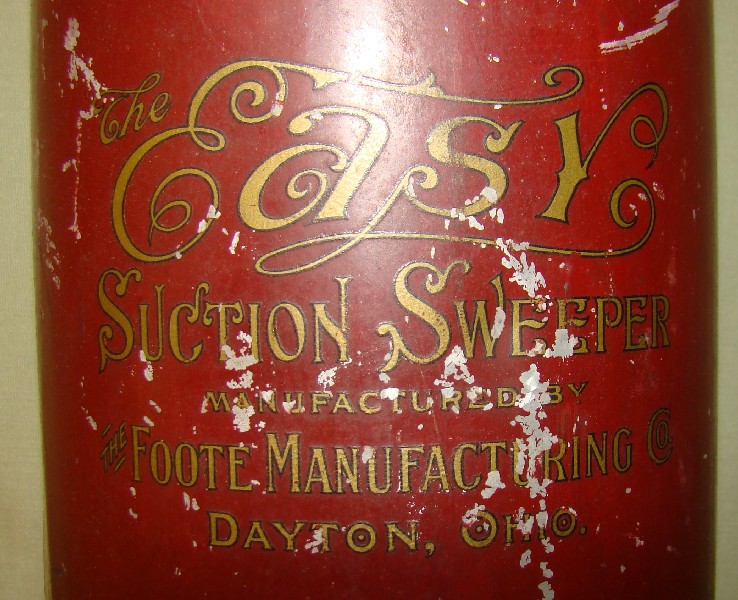 The Easy
SUCTION SWEEPER
MANUFACTURED BY
THE FOOTE MANUFACTURING CO.
DAYTON, OHIO.